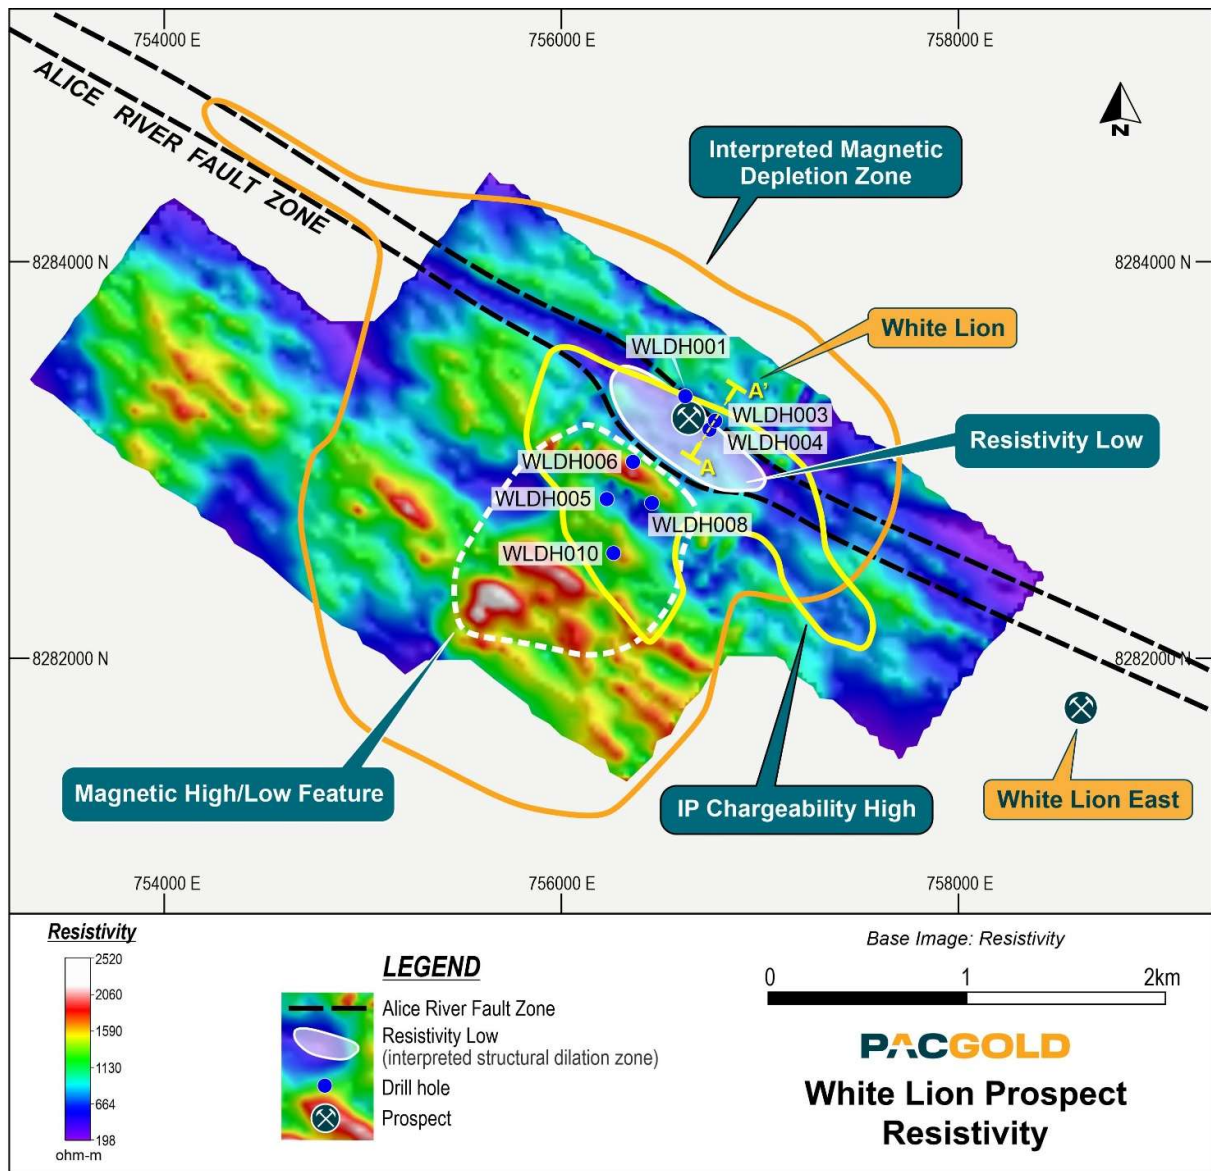 754000 E
756000 E
758000 E
ALICE RIVER FAULT ZONE
N
Interpreted Magnetic
Depletion Zone
8284000 N
8284000 N
White Lion
WLDH001
A'
WLDH003
WLDH004
Resistivity Low
A
WLDH006
WLDH005
WLDH008
WLDH010
8282000 N
8282000 N
Magnetic High/Low Feature
IP Chargeability High
White Lion East
754000 E
756000 E
758000 E
Resistivity
2520
2060
1590
1130
664
198
ohm-m
LEGEND
Alice River Fault Zone
Resistivity Low
(interpreted structural dilation zone)
Drill hole
Prospect
Base Image: Resistivity
0 1 2km
PACGOLD
White Lion Prospect
Resistivity